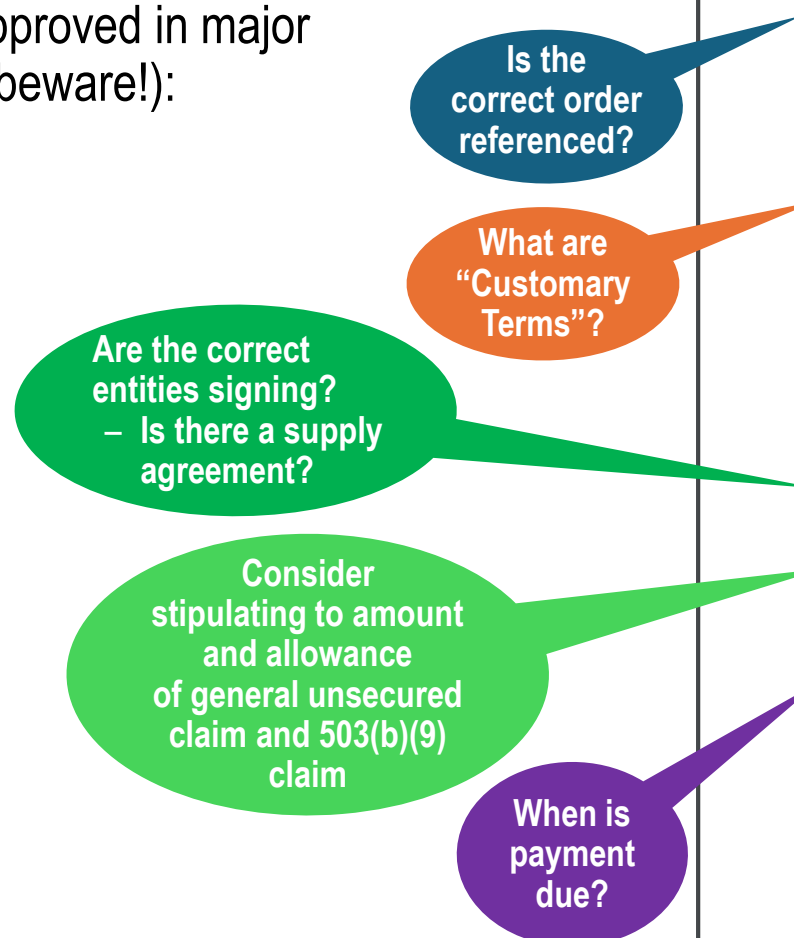 pproved in major
beware!):
Is the
correct order
referenced?
What are
“Customary
Terms”?
Are the correct
entities signing?
– Is there a supply
agreement?
Consider
stipulating to amount
and allowance
of general unsecured
claim and 503(b)(9)
claim
When is
payment
due?